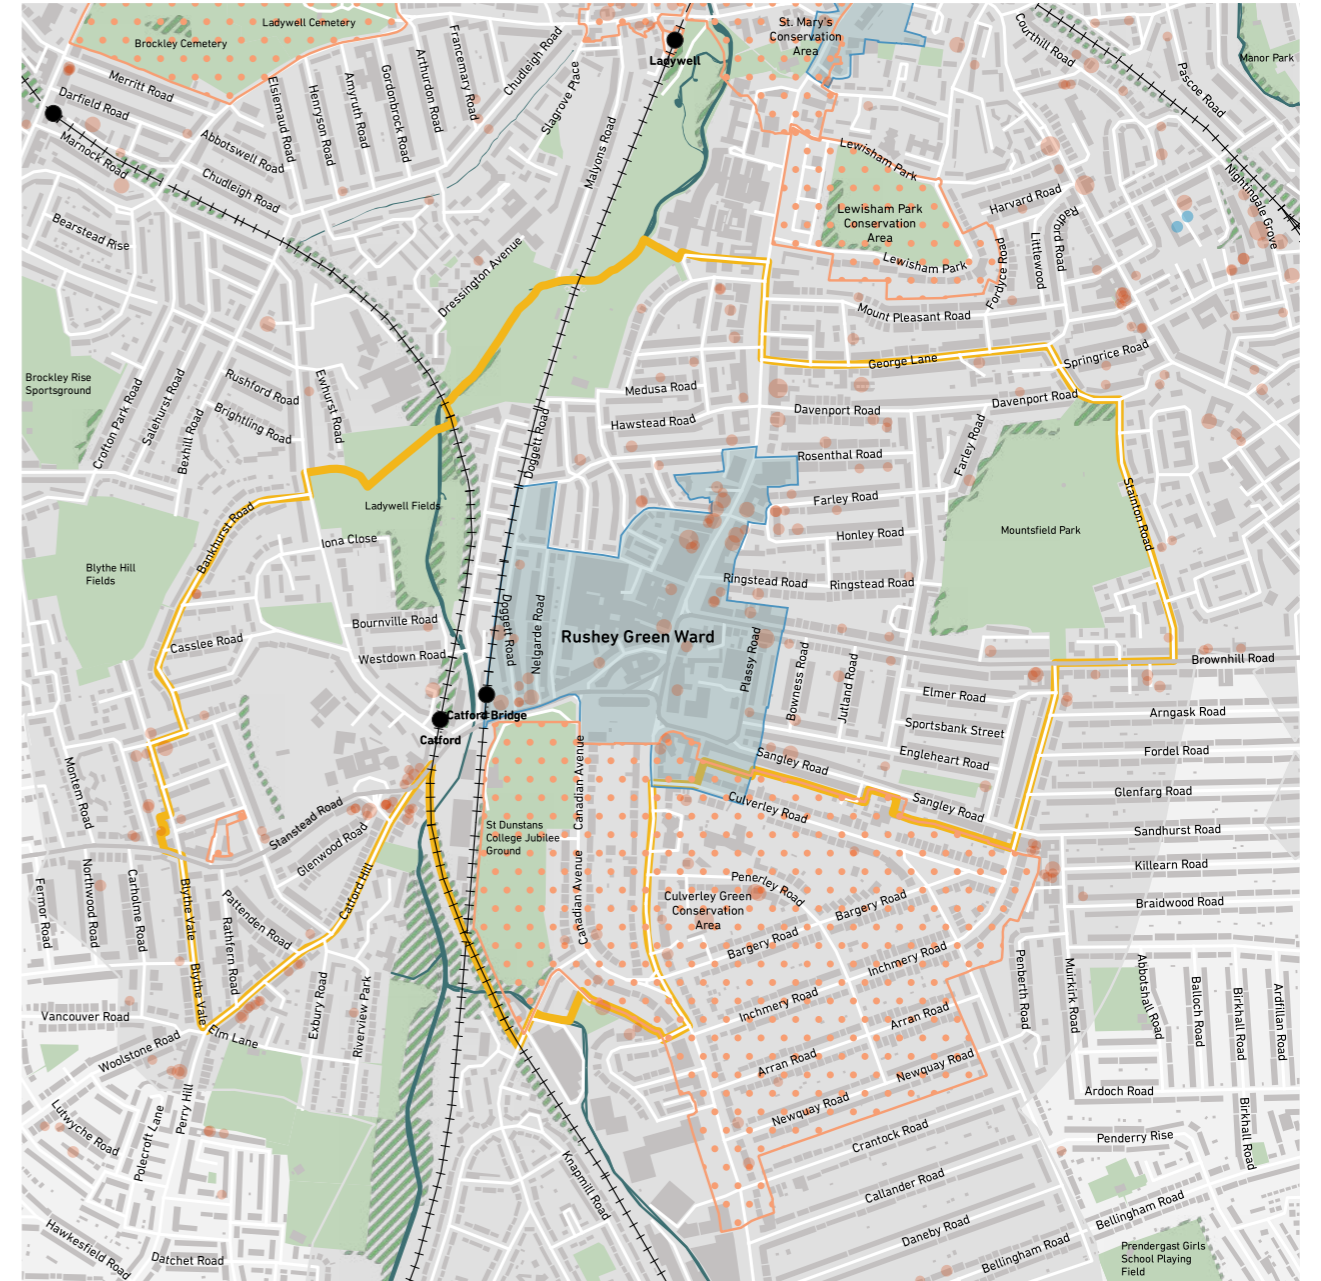 Ladywell Cemetery
Brockley Cemetery
Merritt Road
Darfield Road
Marnock Road
Abbotswell Road
Chudleigh Road
Bearstead Rise
Elsiemaud Road
Henryson Road
Amyruth Road
Gordonbrock Road
Arthurdon Road
Francemary Road
Chudleigh Road
Slagrove Place
Malyons Road
Ladywell
St. Mary's
Conservation
Area
Courthill Road
Pascoe Road
Manor Park
Nightingale Grove
Lewisham Park
Lewisham Park
Conservation
Area
Lewisham Park
Harvard Road
Radford Road
Littlewood
Fordyce Road
Mount Pleasant Road
George Lane
Springrice Road
Dressington Avenue
Brockley Rise
Sportsground
Crofton Park Road
Salehurst Road
Bexhill Road
Rushford Road
Brightling Road
Ewhurst Road
Medusa Road
Hawstead Road
Doggett Road
Davenport Road
Davenport Road
Rosenthal Road
Farley Road
Farley Road
Honley Road
Ringstead Road
Ringstead Road
Mountsfield Park
Stainton Road
Ladywell Fields
Bankhurst Road
Iona Close
Blythe Hill
Fields
Casslee Road
Bournville Road
Westdown Road
Doggett Road
Nelgarde Road
Rushey Green Ward
Plassy Road
Bowness Road
Jutland Road
Brownhill Road
Elmer Road
Sportsbank Street
Engleheart Road
Arngask Road
Fordel Road
Glenfarg Road
Sandhurst Road
Killearn Road
Braidwood Road
Catford Bridge
Catford
Sangley Road
Sangley Road
Culverley Road
Canadian Avenue
Canadian Avenue
St Dunstans
College Jubilee
Ground
Montem Road
Stanstead Road
Glenwood Road
Catford Hill
Fermor Road
Northwood Road
Carholme Road
Blythe Vale
Blythe Vale
Pattenden Road
Rathfern Road
Exbury Road
Riverview Park
Vancouver Road
Woolstone Road
Elm Lane
Perry Hill
Polecroft Lane
Lutwyche Road
Hawkesfield Road
Datchet Road
Penerley Road
Culverley Green
Conservation
Area
Bargery Road
Bargery Road
Inchmery Road
Inchmery Road
Arran Road
Arran Road
Newquay Road
Newquay Road
Crantock Road
Callander Road
Daneby Road
Bellingham Road
Bellingham Road
Penberth Road
Muirkirk Road
Abbotshall Road
Balloch Road
Birkhall Road
Ardfillan Road
Birkhall Road
Ardoch Road
Penderry Rise
Knapmill Road
Prendergast Girls
School Playing
Field